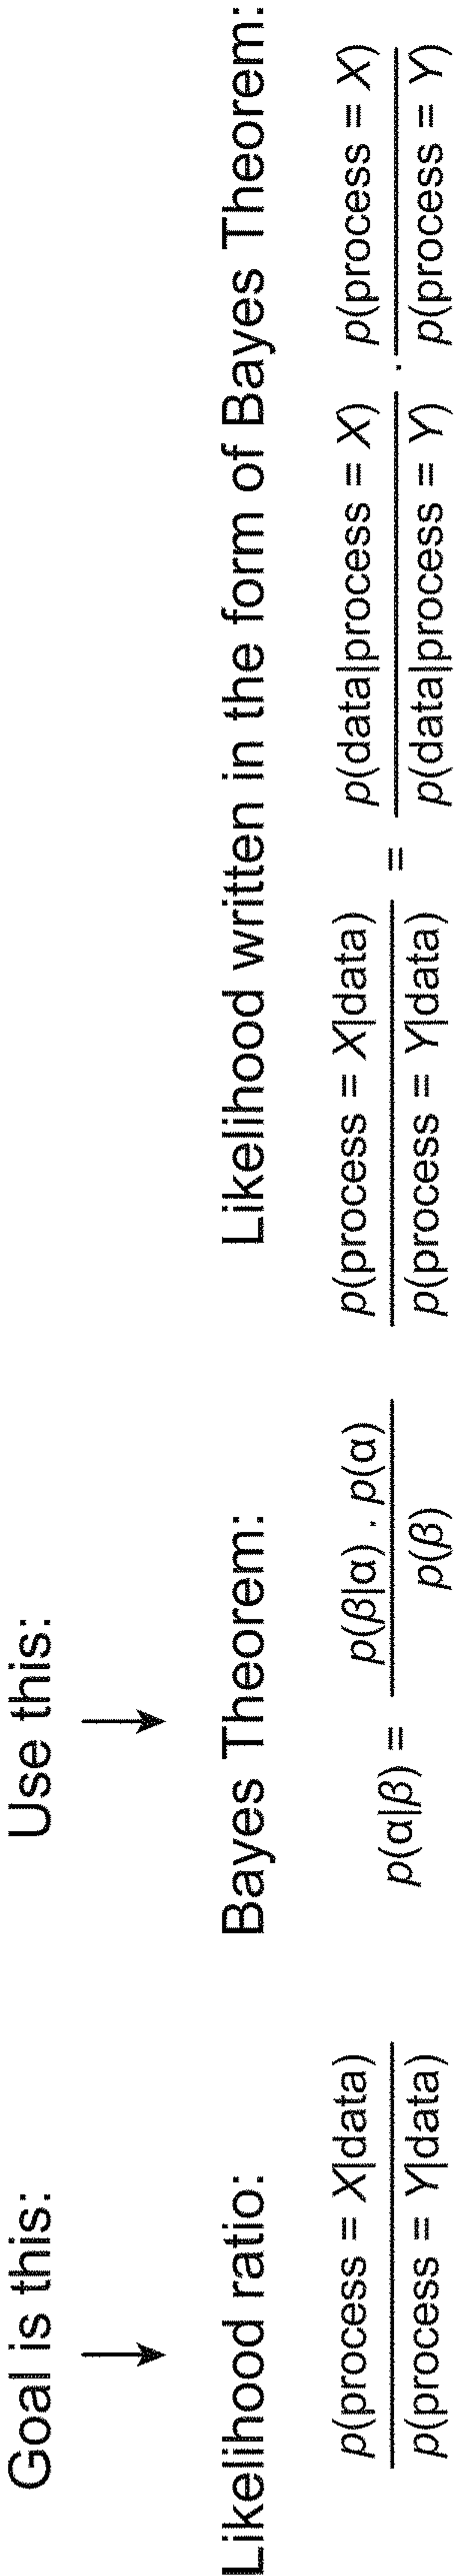 Goal is this:
Use this:
Likelihood ratio:
Bayes Theorem:
Likelihood written in the form of Bayes Theorem:
p(process = X|data)
p(process = Y|data)
p(α|β) =
p(β|α) . p(α)
p(β)
p(process = X|data)
p(process = Y|data)
=
p(data|process = X)
p(data|process = Y)
.
p(process = X)
p(process = Y)